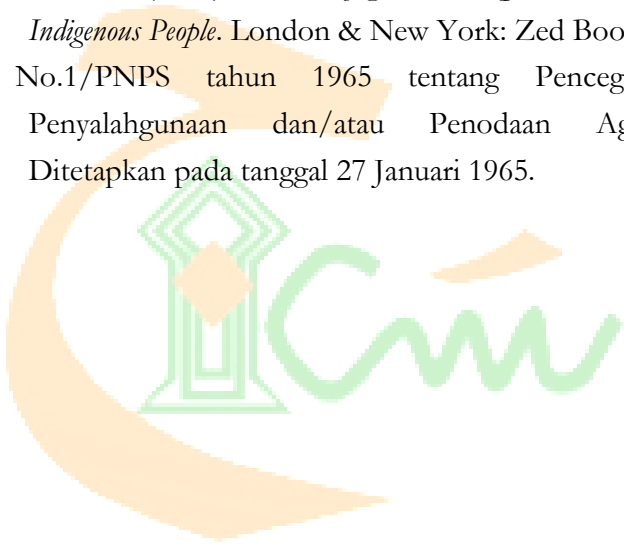 Indigenous People. London & New York: Zed Boo
No.1/PNPS tahun 1965 tentang Penceg
Penyalahgunaan dan/atau Penodaan Ag
Ditetapkan pada tanggal 27 Januari 1965.